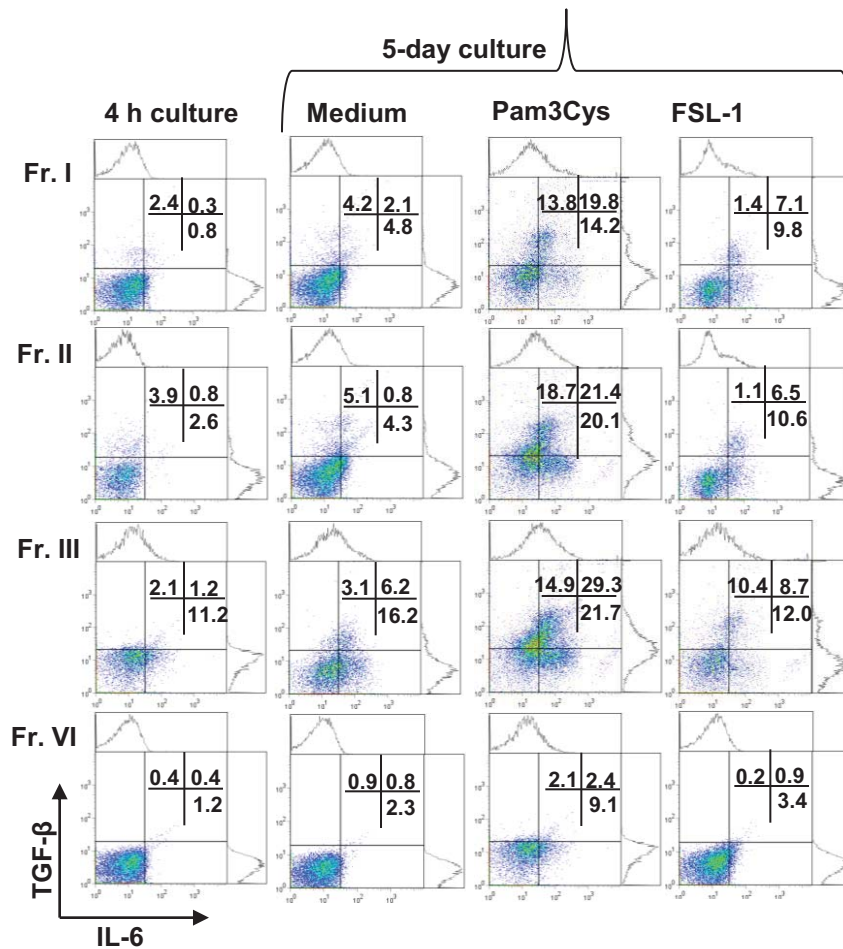 5-day culture
4 h culture Medium Pam3Cys FSL-1
Fr. I
2.4 0.3 4.2 2.1 13.8 19.8 1.4 7.1
0.8 4.8 14.2 9.8
Fr. II
3.9 0.8 5.1 0.8 18.7 21.4 1.1 6.5
2.6 4.3 20.1 10.6
Fr. III
2.1 1.2 3.1 6.2 14.9 29.3 10.4 8.7
11.2 16.2 21.7 12.0
Fr. VI
0.4 0.4 0.9 0.8 2.1 2.4 0.2 0.9
1.2 2.3 9.1 3.4
TGF-β
IL-6